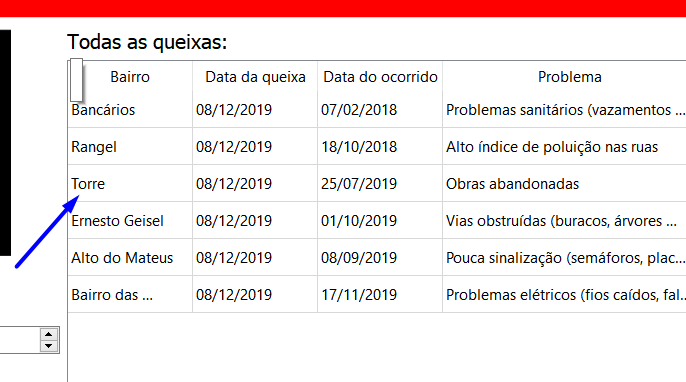 Todas as queixas:
Bairro Data da queixa Data do ocorrido Problema
Bancários 08/12/2019 07/02/2018 Problemas sanitários (vazamentos ...
Rangel 08/12/2019 18/10/2018 Alto índice de poluição nas ruas
Torre 08/12/2019 25/07/2019 Obras abandonadas
Ernesto Geisel 08/12/2019 01/10/2019 Vias obstruídas (buracos, árvores ...
Alto do Mateus 08/12/2019 08/09/2019 Pouca sinalização (semáforos, plac...
Bairro das ... 08/12/2019 17/11/2019 Problemas elétricos (fios caídos, fal...